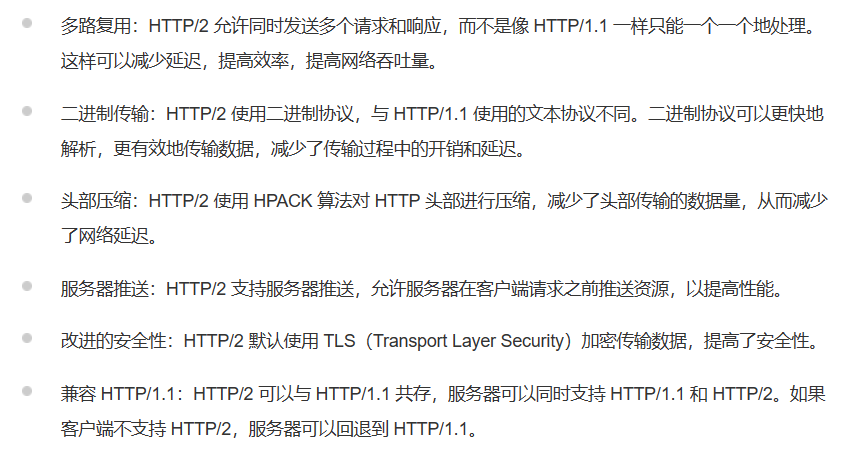 多路复用：HTTP/2 允许同时发送多个请求和响应，而不是像 HTTP/1.1 一样只能一个一个地处理。
这样可以减少延迟，提高效率，提高网络吞吐量。
二进制传输：HTTP/2 使用二进制协议，与 HTTP/1.1 使用的文本协议不同。二进制协议可以更快地
解析，更有效地传输数据，减少了传输过程中的开销和延迟。
头部压缩：HTTP/2 使用 HPACK 算法对 HTTP 头部进行压缩，减少了头部传输的数据量，从而减少
了网络延迟。
服务器推送：HTTP/2 支持服务器推送，允许服务器在客户端请求之前推送资源，以提高性能。
改进的安全性：HTTP/2 默认使用 TLS（Transport Layer Security）加密传输数据，提高了安全性。
兼容 HTTP/1.1：HTTP/2 可以与 HTTP/1.1 共存，服务器可以同时支持 HTTP/1.1 和 HTTP/2。如果
客户端不支持 HTTP/2，服务器可以回退到 HTTP/1.1。